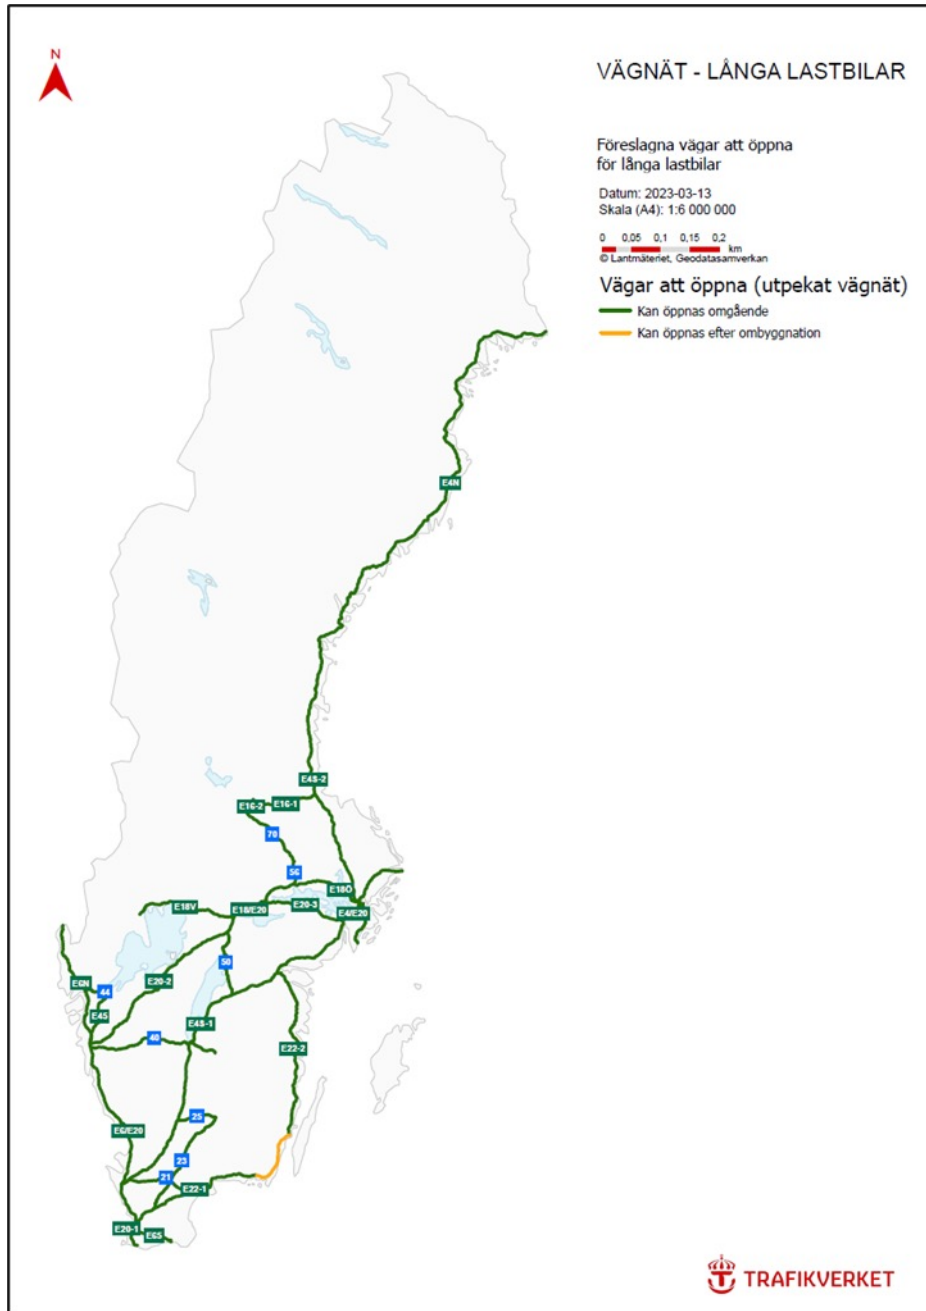 N
VÄGNÄT - LÅNGA LASTBILAR
Föreslagna vägar att öppna
för långa lastbilar
Datum: 2023-03-13
Skala (A4): 1:6 000 000
0 0,05 0,1 0,15 0,2
km
© Lantmäteriet, Geodatasamverkan
Vägar att öppna (utpekat vägnät)
Kan öppnas omgående
Kan öppnas efter ombyggnation
E4N
E4S-2
E16-2 E16-1
70
56
E18Ö
E18V E18/E20 E20-3 E4/E20
50
E6N 44 E20-2
E45 E4S-1
40 E22-2
25
E6/E20
23
21
E22-1
E20-1 E65
TRAFIKVERKET